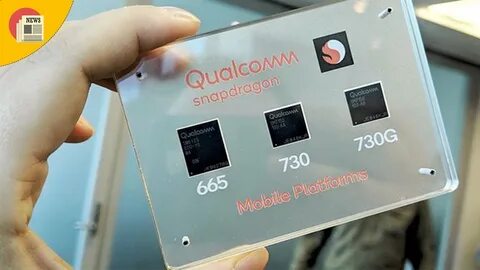 NEWS
Qualcomm
snapdragon
665
730
730G
Mobile Platforms